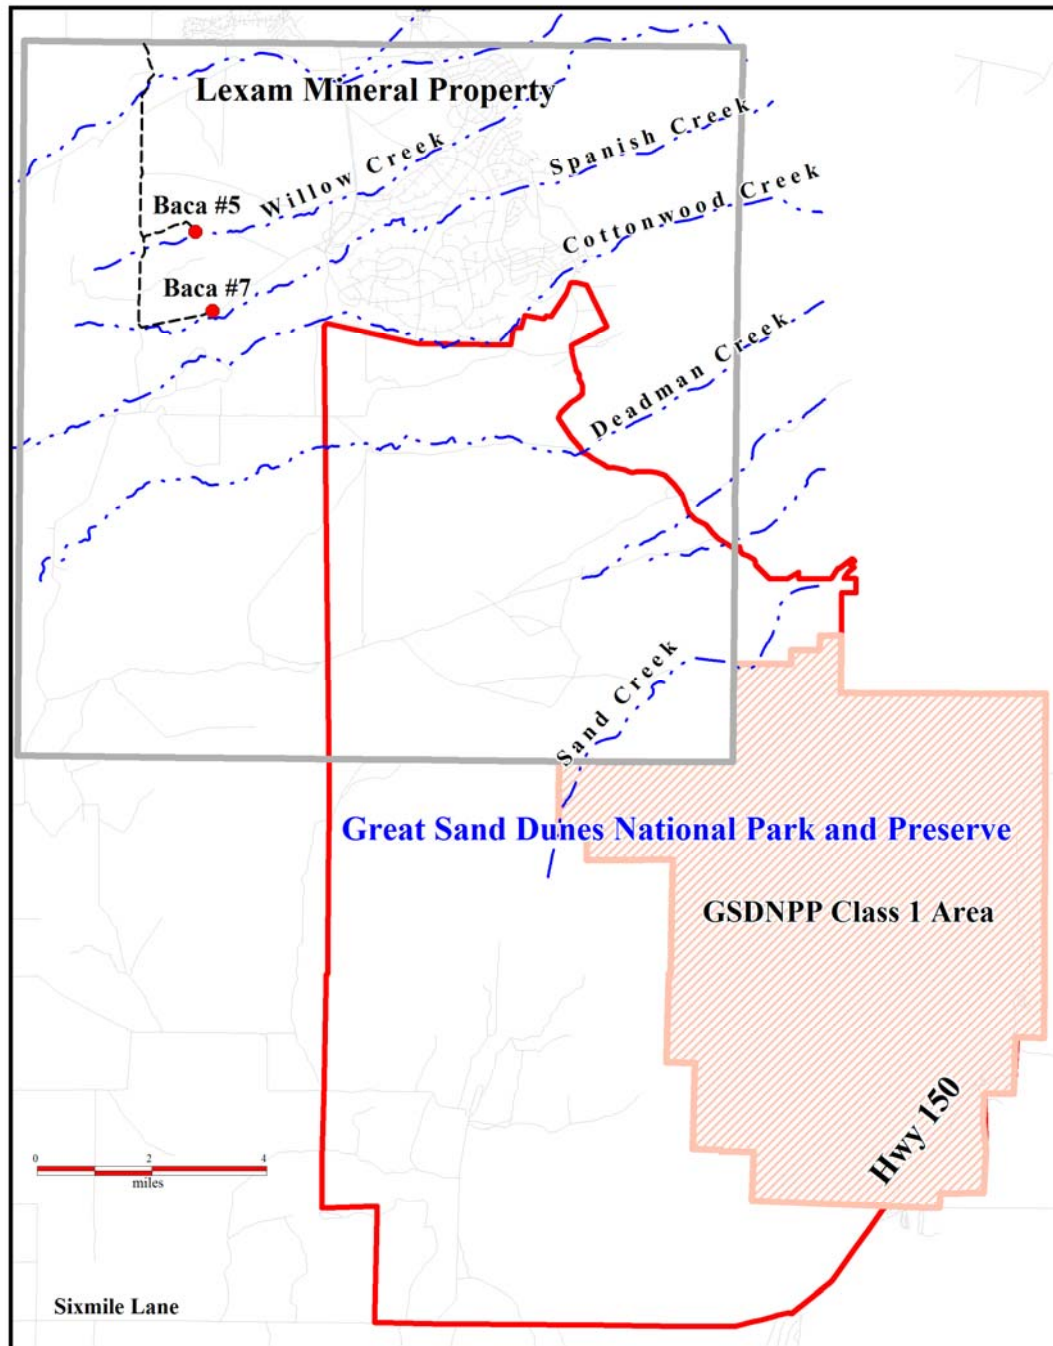 Lexam Mineral Property
Willow Creek
Spanish Creek
Baca #5
Cottonwood Creek
Baca #7
Deadman Creek
Sand Creek
Great Sand Dunes National Park and Preserve
GSDNPP Class 1 Area
Hwy 150
0 2 4
miles
Sixmile Lane